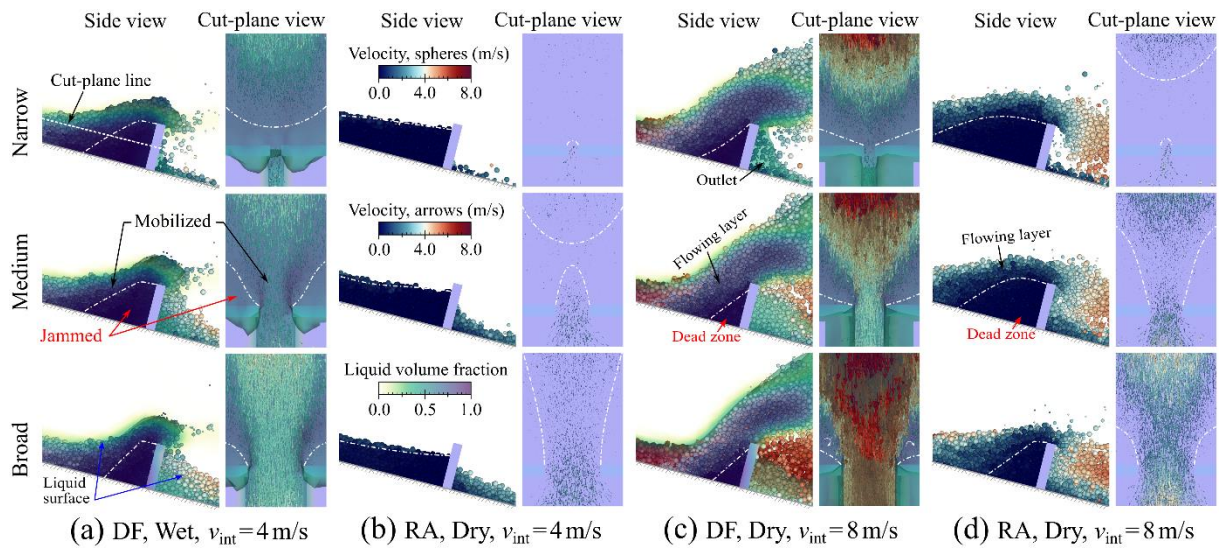 Side view Cut-plane view Side view Cut-plane view Side view Cut-plane view Side view Cut-plane view
Narrow
Cut-plane line
Velocity, spheres (m/s)
0.0 4.0 8.0
Outlet
Medium
Mobilized
Jammed
Velocity, arrows (m/s)
0.0 4.0 8.0
Flowing layer
Dead zone
Flowing layer
Dead zone
Broad
Liquid
surface
Liquid volume fraction
0.0 0.5 1.0
(a) DF, Wet, v_int = 4 m/s (b) RA, Dry, v_int = 4 m/s (c) DF, Dry, v_int = 8 m/s (d) RA, Dry, v_int = 8 m/s